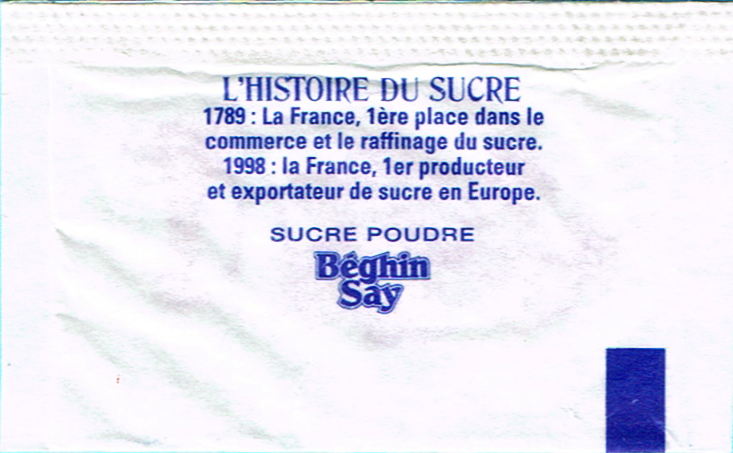 L'HISTOIRE DU SUCRE
1789 : La France, 1ère place dans le
commerce et le raffinage du sucre.
1998 : la France, 1er producteur
et exportateur de sucre en Europe.
SUCRE POUDRE
Béghin
Say